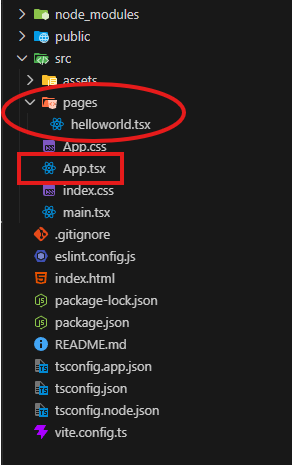 node_modules
public
src
assets
pages
helloworld.tsx
App.css
App.tsx
index.css
main.tsx
.gitignore
eslint.config.js
index.html
package-lock.json
package.json
README.md
tsconfig.app.json
tsconfig.json
tsconfig.node.json
vite.config.ts